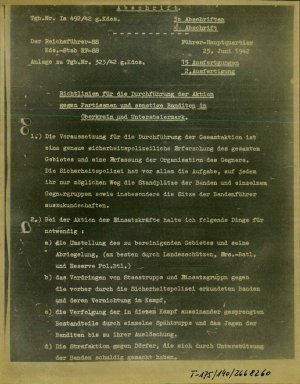 Abschrift
Tgb.Nr. Ia 492/42 g.Kdos.
Abschriften
Abschrift
Der Reichsführer-SS
Führer-Hauptquartier
Kdo.-Stab RF-SS
25. Juni 1942
Anlage zu Tgb.Nr. 323/42 g.Kdos.
15 Ausfertigungen
2. Ausfertigung
Richtlinien für die Durchführung der Aktion
gegen Partisanen und sonstige Banditen in
Oberkrain und Untersteiermark.
1.) Die Voraussetzung für die Durchführung der Gesamtaktion ist
eine genaue sicherheitspolizeiliche Erforschung des gesamten
Gebietes und eine Erfassung der Organisation des Gegners.
Die Sicherheitspolizei hat vor allem die Aufgabe, auf jedem
ihr nur möglichen Weg die Standplätze der Banden und einzelnen
Gegnergruppen sowie insbesondere die Sitze der Bandenführer
auszukundschaften.
2.) Bei der Aktion der Einsatzkräfte halte ich folgende Dinge für
notwendig :
a) die Umstellung des zu bereinigenden Gebietes und seine
Abriegelung, (am besten durch Landesschützen, Ers.-Batl.
und Reserve Pol.Btl.)
b) das Vordringen von Stosstrupps und Einsatzgruppen gegen
die vorher durch die Sicherheitspolizei erkundeten Banden
und deren Vernichtung im Kampf,
c) die Verfolgung der in diesem Kampf auseinander gesprengten
Bestandteile durch einzelne Spähtrupps und das Jagen der
Banditen bis zu ihrer Auslöschung.
d) Die Strafaktion gegen Dörfer, die sich durch Unterstützung
der Banden schuldig gemacht haben.
T-175/140/2668260